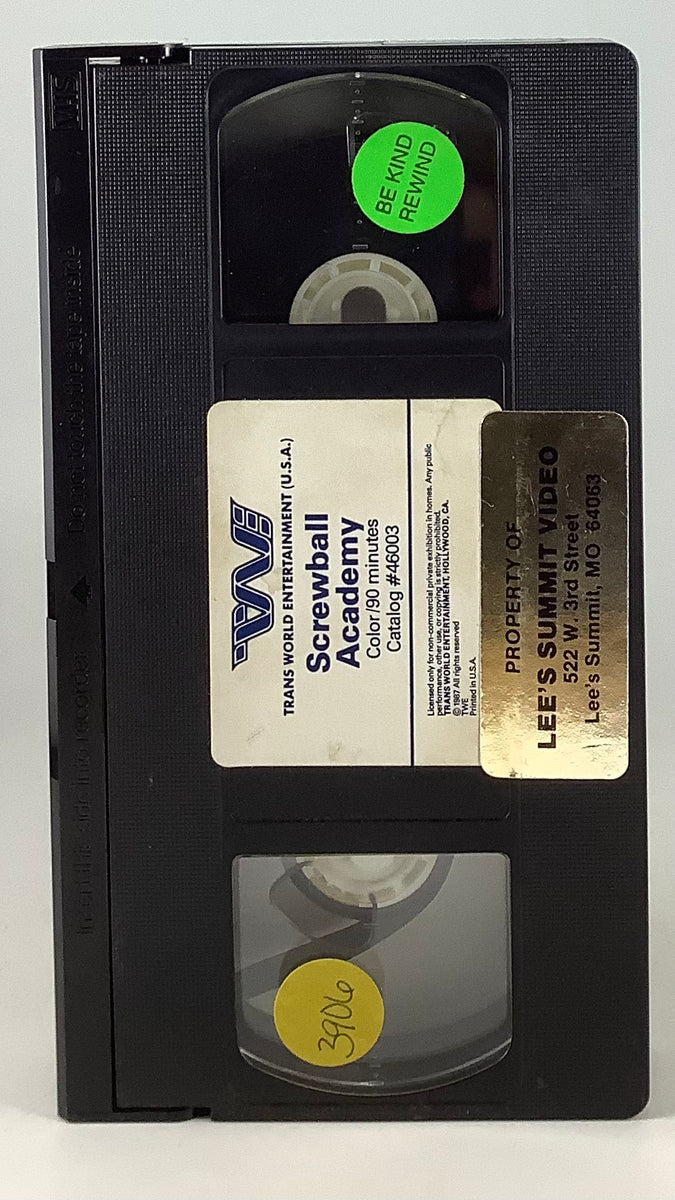 VHS
Do not touch the tape inside
Insert this side into recorder
BE KIND
REWIND
TWE
TRANS WORLD ENTERTAINMENT (U.S.A.)
Screwball
Academy
Color/90 minutes
Catalog #46003
Licensed only for non-commercial private exhibition in homes. Any public
performance, other use, or copying is strictly prohibited.
TRANS WORLD ENTERTAINMENT, HOLLYWOOD, CA.
© 1987 All rights reserved
TWE
Printed in U.S.A.
PROPERTY OF
LEE'S SUMMIT VIDEO
522 W. 3rd Street
Lee's Summit, MO 64063
3906